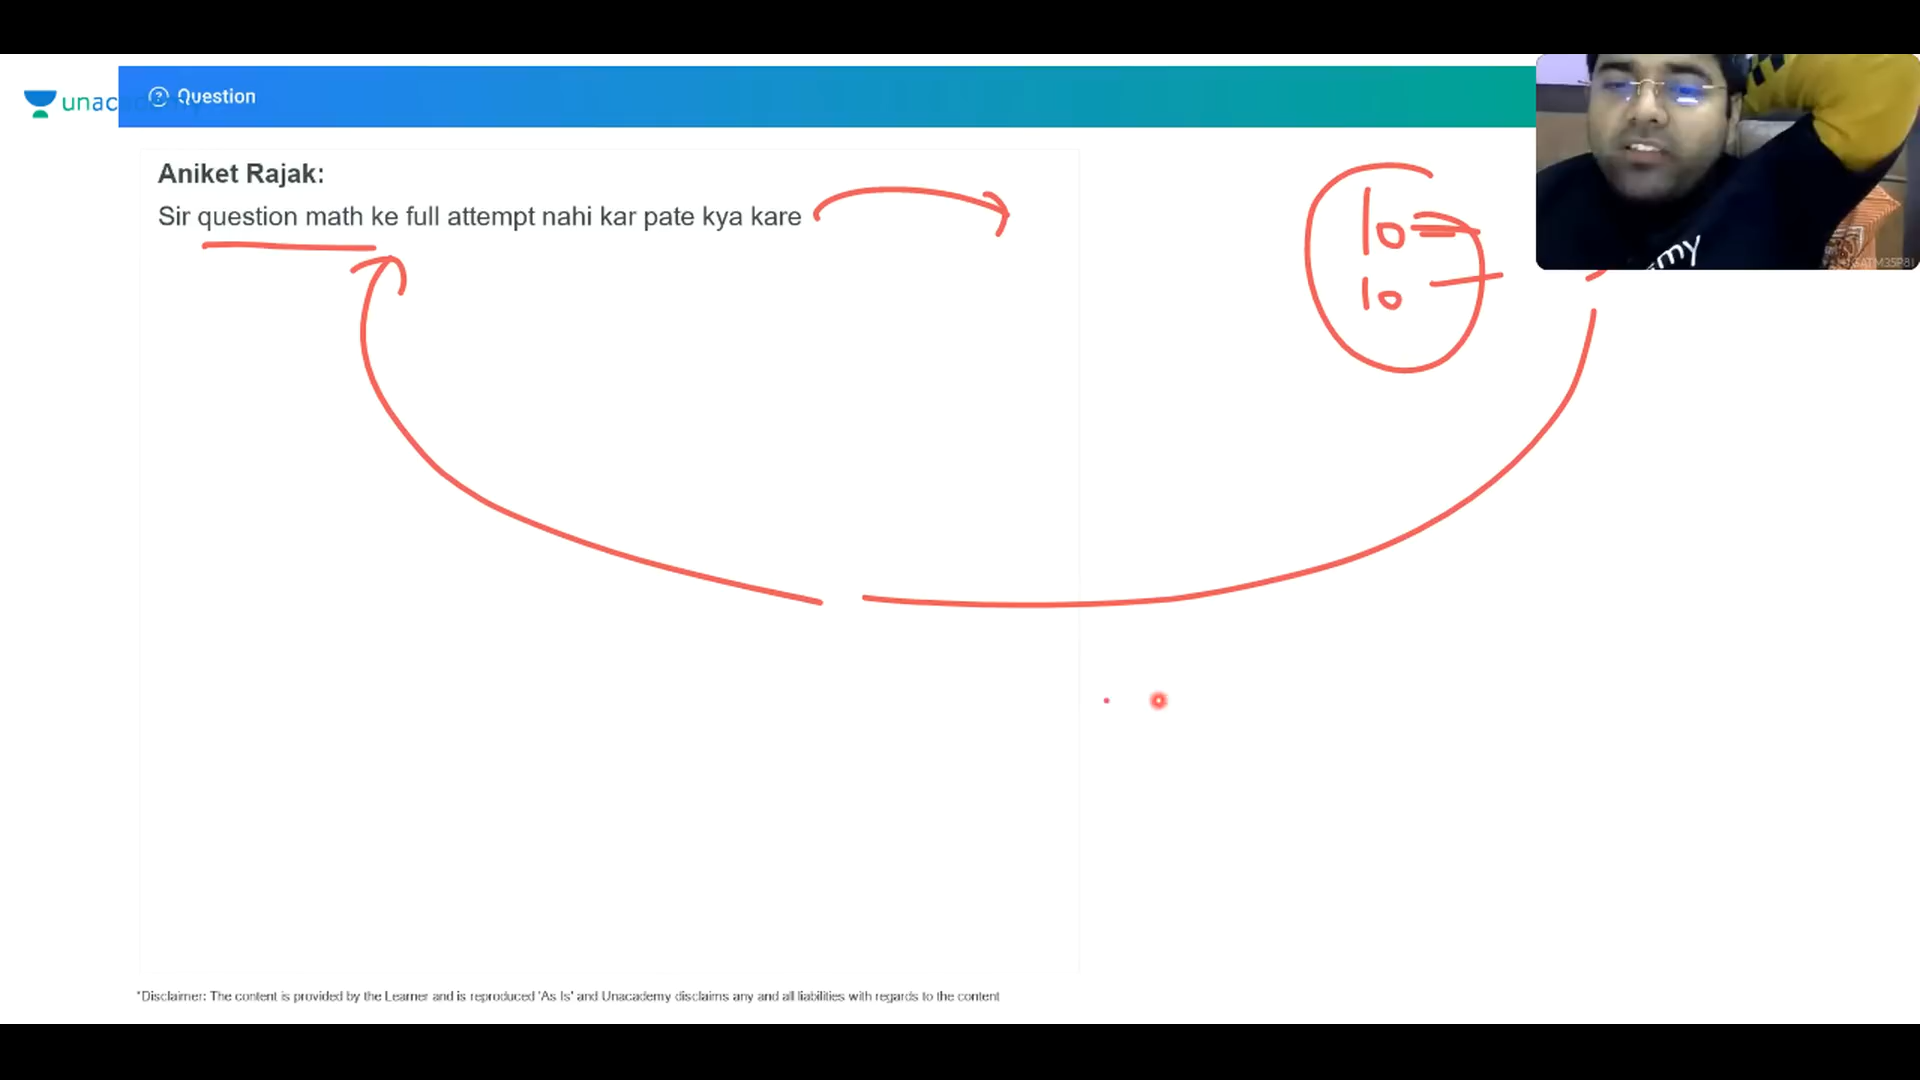 unacademy
Question
Aniket Rajak:
Sir question math ke full attempt nahi kar pate kya kare
10
10
my
*Disclaimer: The content is provided by the Learner and is reproduced 'As Is' and Unacademy disclaims any and all liabilities with regards to the content